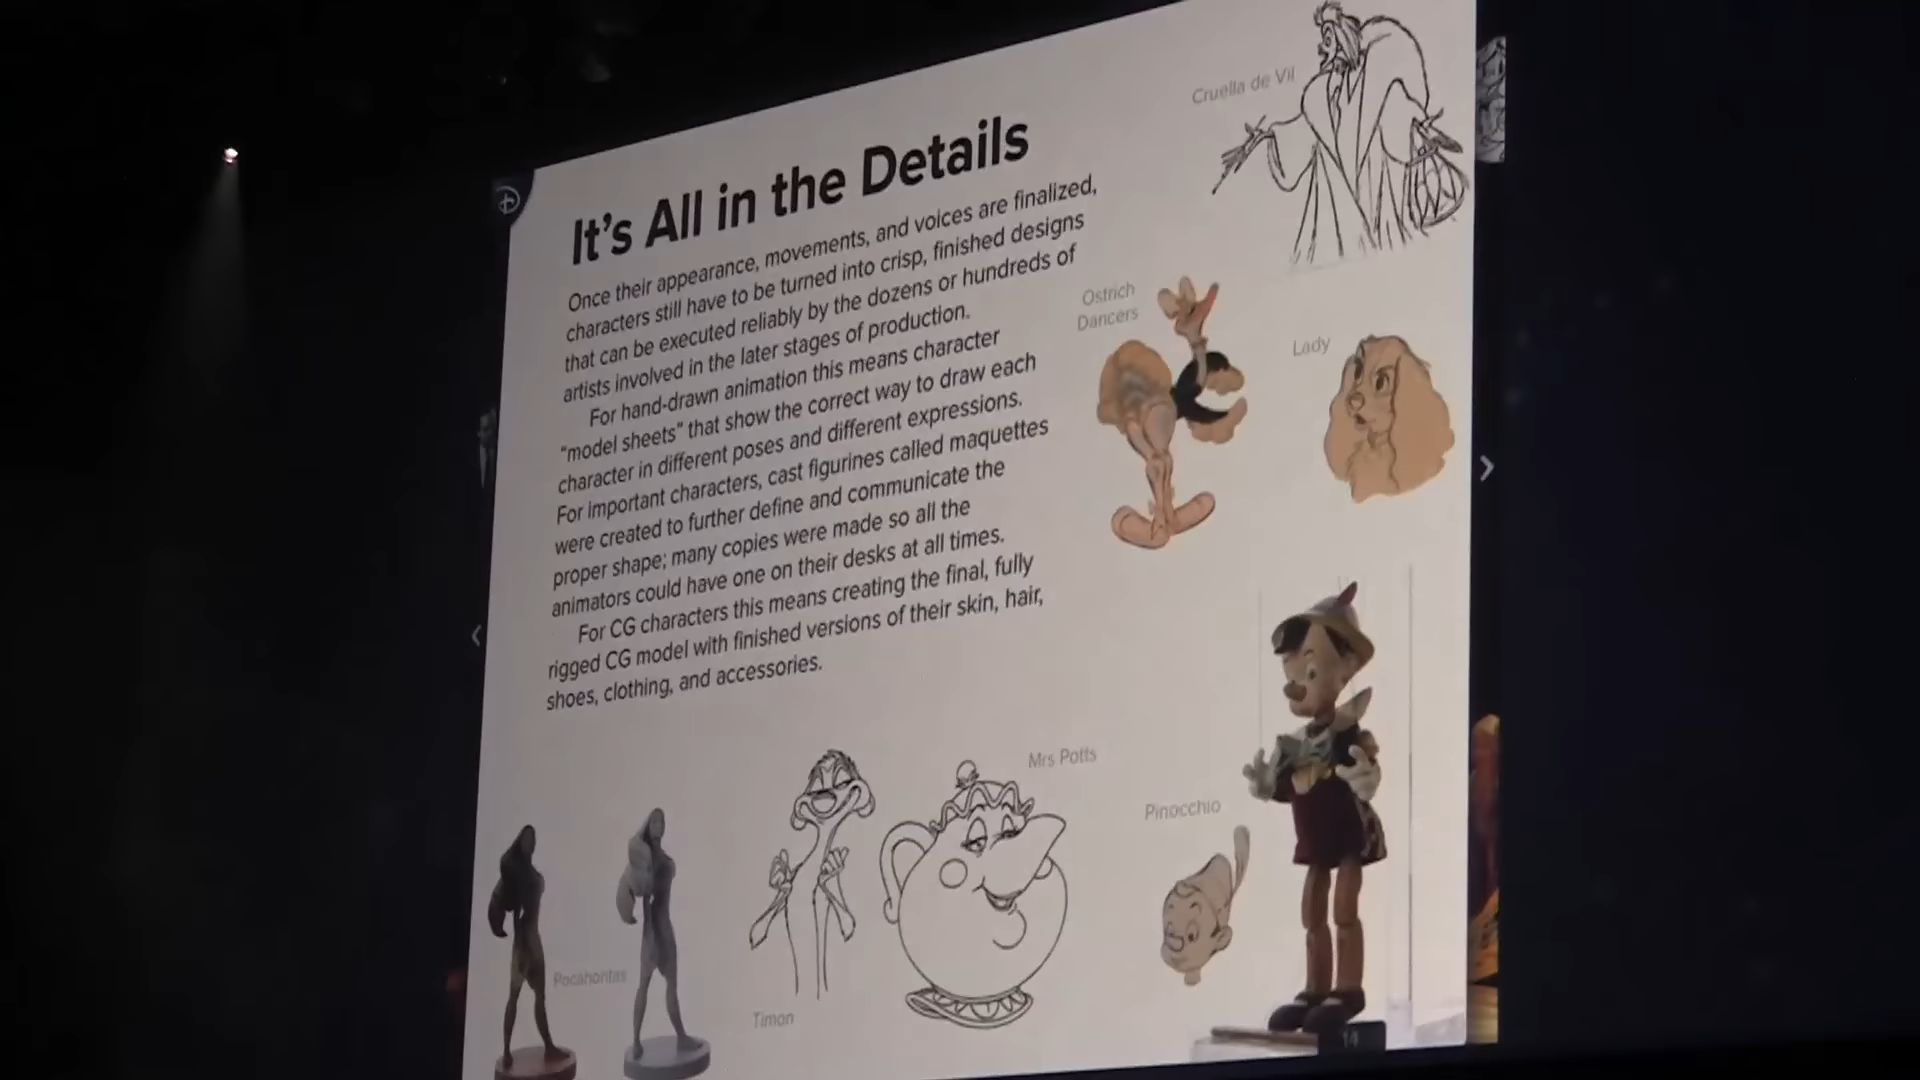 Cruella de Vil
It's All in the Details
Once their appearance, movements, and voices are finalized,
characters still have to be turned into crisp, finished designs
that can be executed reliably by the dozens or hundreds of
artists involved in the later stages of production.
For hand-drawn animation this means character
"model sheets" that show the correct way to draw each
character in different poses and different expressions.
For important characters, cast figurines called maquettes
were created to further define and communicate the
proper shape; many copies were made so all the
animators could have one on their desks at all times.
For CG characters this means creating the final, fully
rigged CG model with finished versions of their skin, hair,
shoes, clothing, and accessories.
Ostrich
Dancers
Lady
Mrs Potts
Pinocchio
Pocahontas
Timon
14